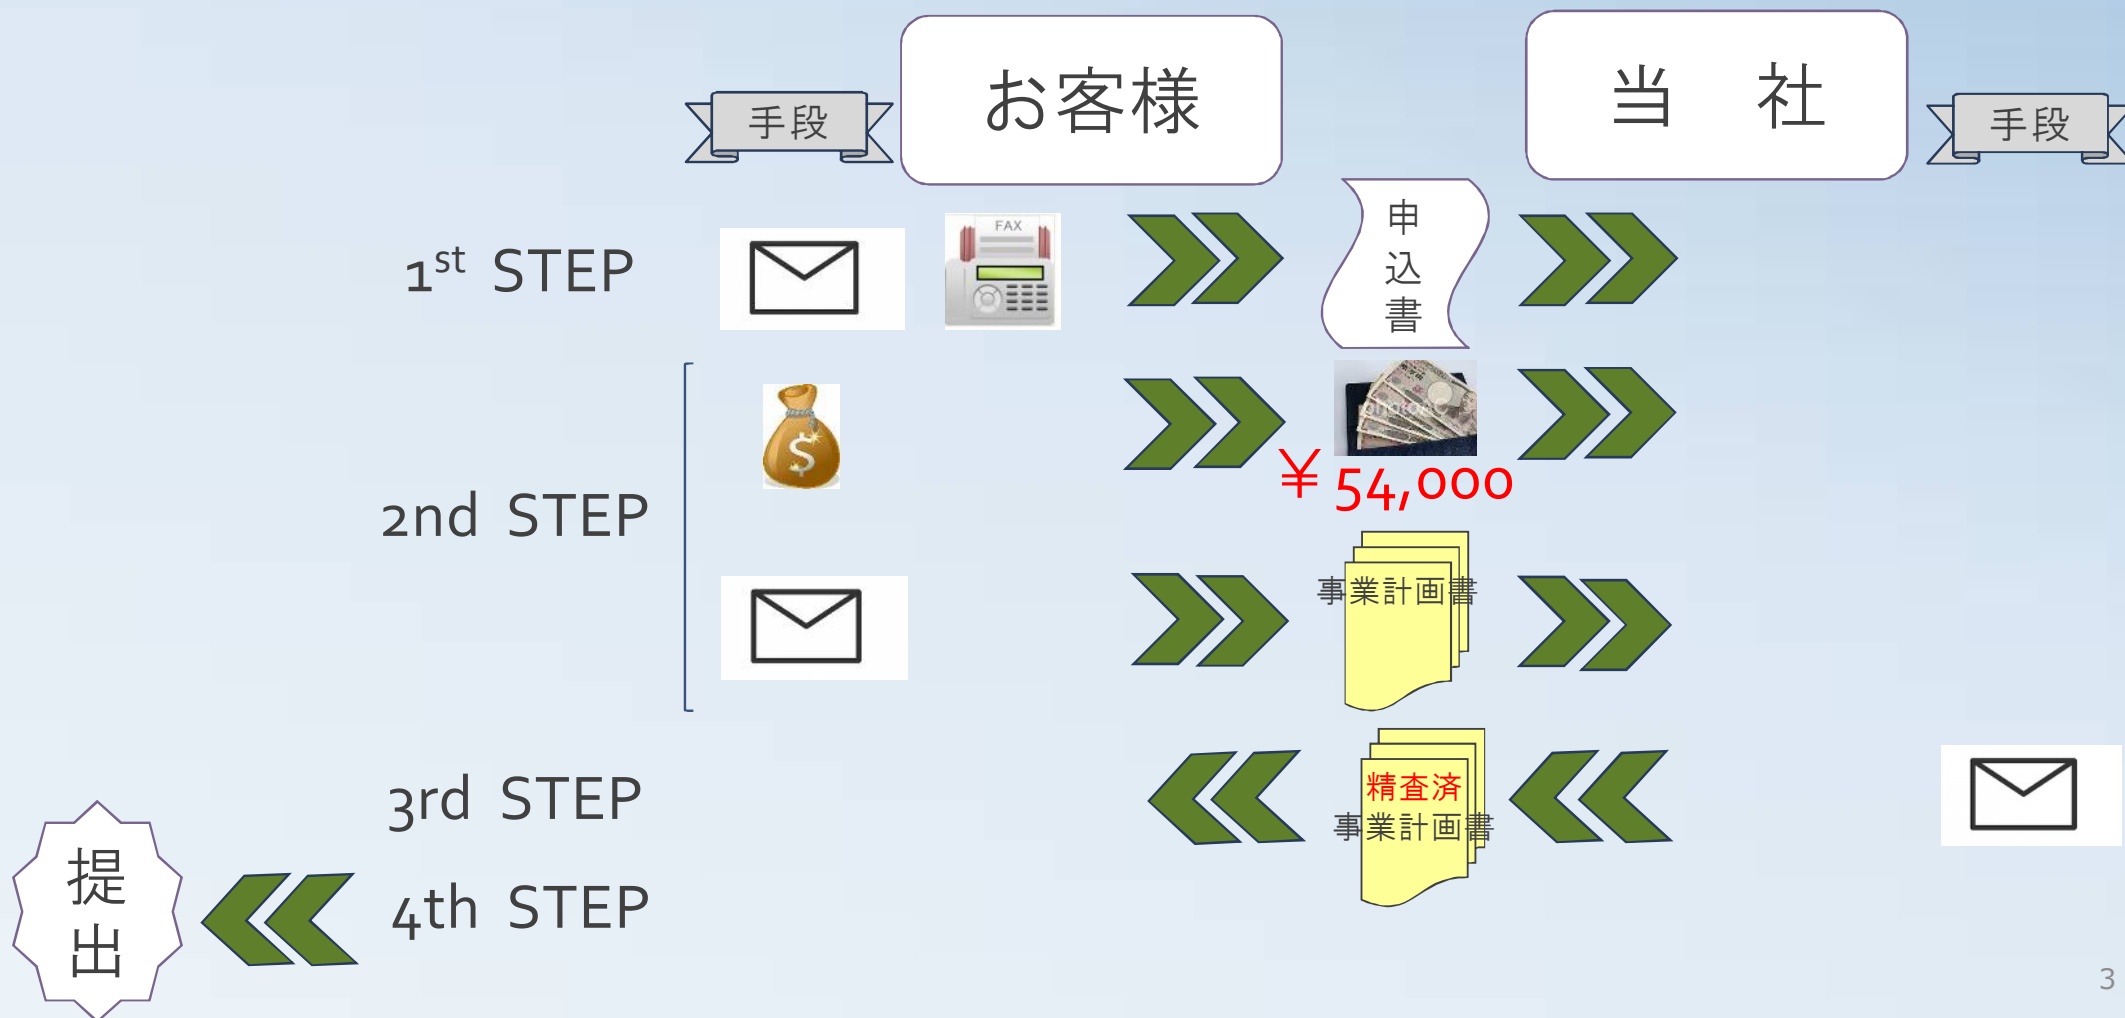 お客様
当 社
手段
手段
1st STEP
FAX
申込書
2nd STEP
$
￥54,000
事業計画書
3rd STEP
精査済
事業計画書
4th STEP
提出
3